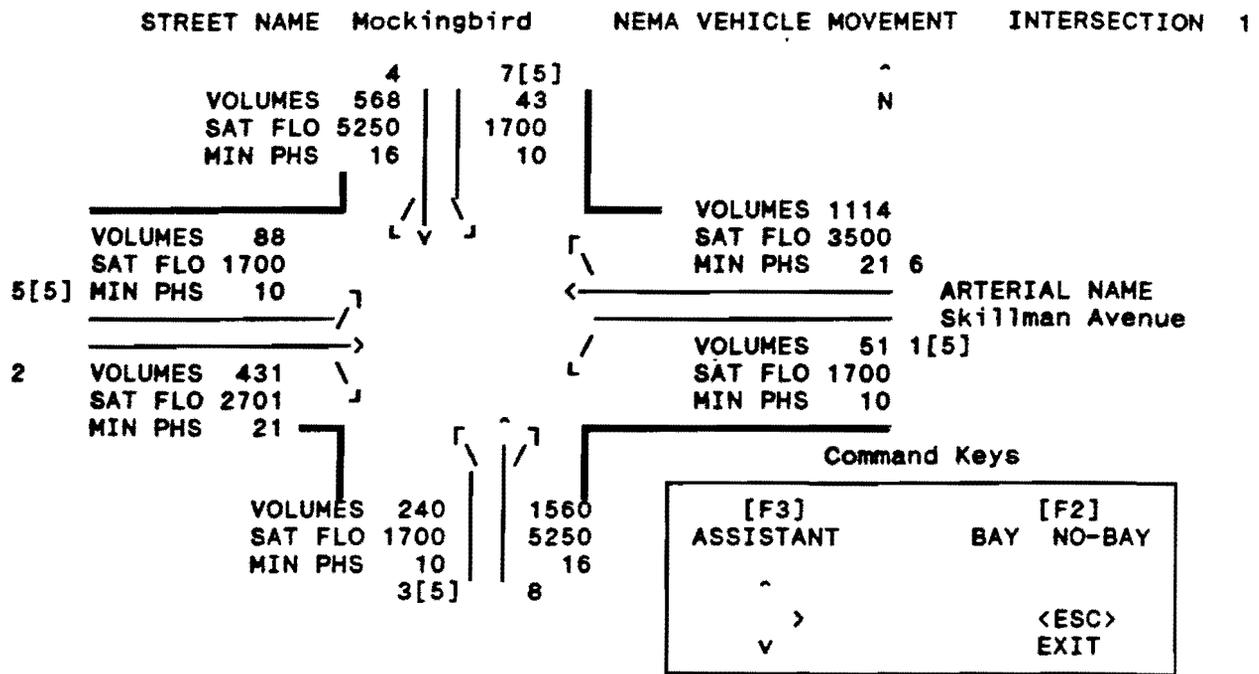 STREET NAME Mockingbird NEMA VEHICLE MOVEMENT INTERSECTION 1
4 7[5] ^
VOLUMES 568 43 N
SAT FLO 5250 1700
MIN PHS 16 10
VOLUMES 1114
VOLUMES 88 SAT FLO 3500
SAT FLO 1700 MIN PHS 21 6
5[5] MIN PHS 10 < ARTERIAL NAME
Skillman Avenue
> VOLUMES 51 1[5]
2 VOLUMES 431 SAT FLO 1700
SAT FLO 2701 MIN PHS 10
MIN PHS 21
Command Keys
VOLUMES 240 1560 [F3] [F2]
SAT FLO 1700 5250 ASSISTANT BAY NO-BAY
MIN PHS 10 16
3[5] 8 ^
> <ESC>
v EXIT